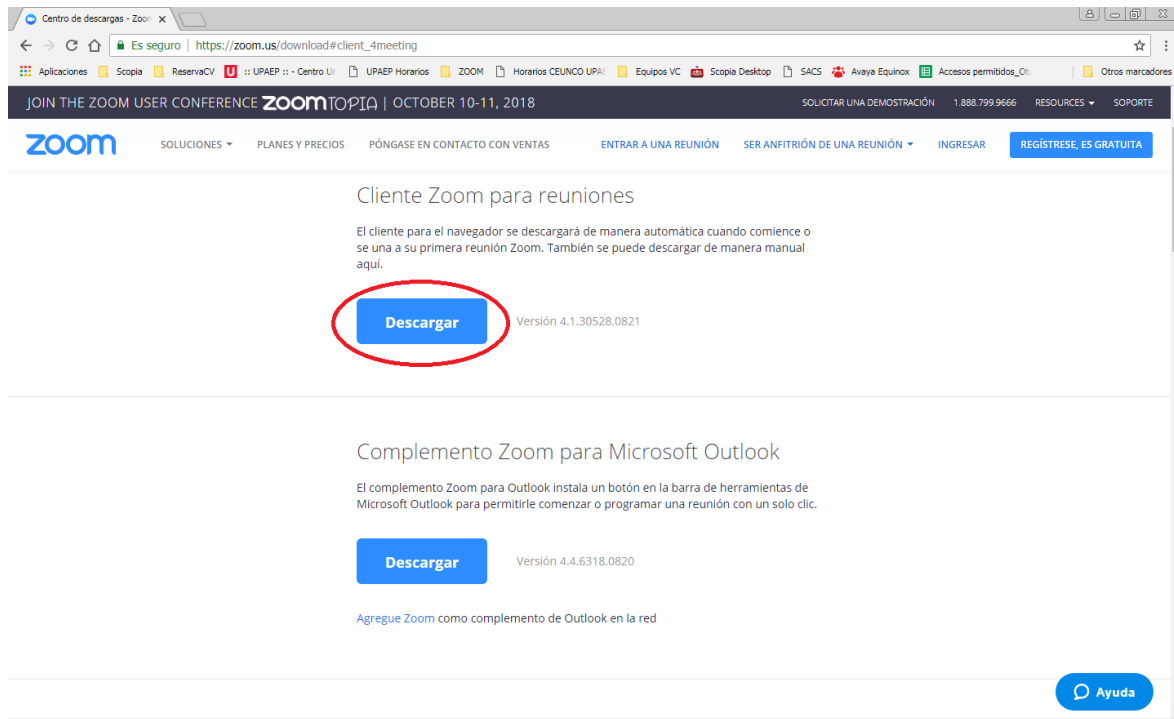 Centro de descargas - Zoon
Es seguro | https://zoom.us/download#client_4meeting
Aplicaciones Scopia ReservaCV U :: UPAEP :: - Centro Un UPAEP Horarios ZOOM Horarios CEUNCO UPAE Equipos VC Scopia Desktop SACS Avaya Equinox Accesos permitidos_Ot Otros marcadores
JOIN THE ZOOM USER CONFERENCE ZOOMTOPIA | OCTOBER 10-11, 2018 SOLICITAR UNA DEMOSTRACIÓN 1.888.799.9666 RESOURCES SOPORTE
zoom SOLUCIONES PLANES Y PRECIOS PÓNGASE EN CONTACTO CON VENTAS ENTRAR A UNA REUNIÓN SER ANFITRIÓN DE UNA REUNIÓN INGRESAR REGÍSTRESE, ES GRATUITA
Cliente Zoom para reuniones
El cliente para el navegador se descargará de manera automática cuando comience o
se una a su primera reunión Zoom. También se puede descargar de manera manual
aquí.
Descargar Versión 4.1.30528.0821
Complemento Zoom para Microsoft Outlook
El complemento Zoom para Outlook instala un botón en la barra de herramientas de
Microsoft Outlook para permitirle comenzar o programar una reunión con un solo clic.
Descargar Versión 4.4.6318.0820
Agregue Zoom como complemento de Outlook en la red
Ayuda